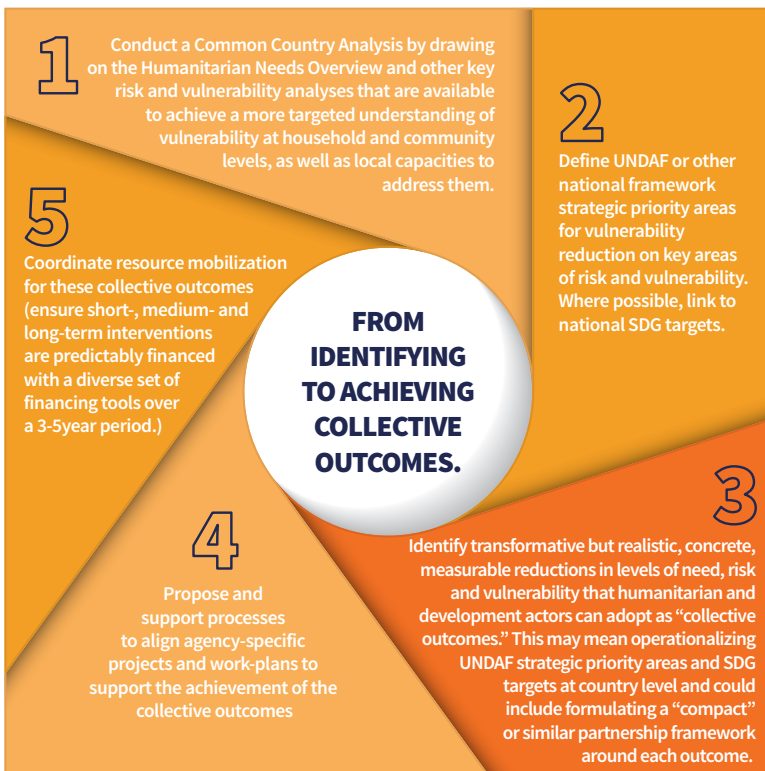 1
Conduct a Common Country Analysis by drawing
on the Humanitarian Needs Overview and other key
risk and vulnerability analyses that are available
to achieve a more targeted understanding of
vulnerability at household and community
levels, as well as local capacities to
address them.
2
Define UNDAF or other
national framework
strategic priority areas
for vulnerability
reduction on key areas
of risk and vulnerability.
Where possible, link to
national SDG targets.
3
Identify transformative but realistic, concrete,
measurable reductions in levels of need, risk
and vulnerability that humanitarian and
development actors can adopt as “collective
outcomes.” This may mean operationalizing
UNDAF strategic priority areas and SDG
targets at country level and could
include formulating a “compact”
or similar partnership framework
around each outcome.
4
Propose and
support processes
to align agency-specific
projects and work-plans to
support the achievement of the
collective outcomes
5
Coordinate resource mobilization
for these collective outcomes
(ensure short-, medium- and
long-term interventions
are predictably financed
with a diverse set of
financing tools over
a 3-5year period.)
FROM
IDENTIFYING
TO ACHIEVING
COLLECTIVE
OUTCOMES.